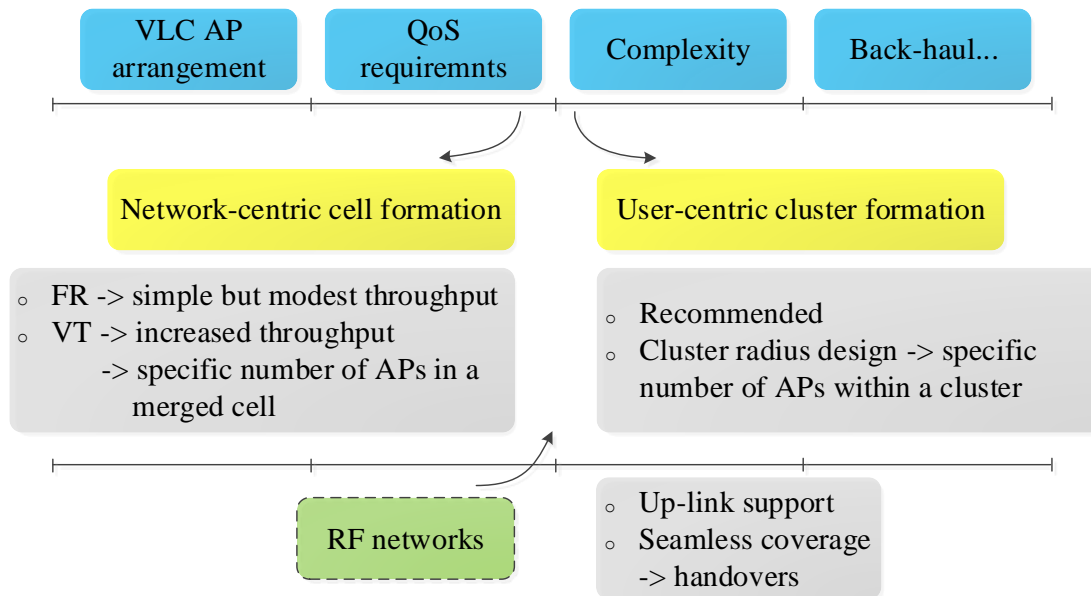 VLC AP
arrangement
QoS
requiremnts
Complexity
Back-haul...
Network-centric cell formation
User-centric cluster formation
○ FR -> simple but modest throughput
○ VT -> increased throughput
-> specific number of APs in a
merged cell
○ Recommended
○ Cluster radius design -> specific
number of APs within a cluster
RF networks
○ Up-link support
○ Seamless coverage
-> handovers